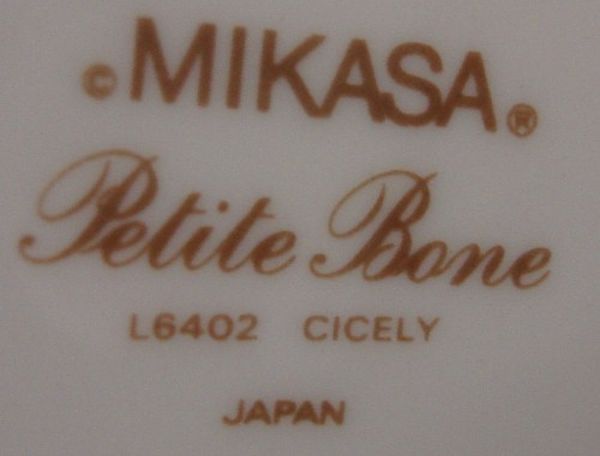 © MIKASA ®
Petite Bone
L6402 CICELY
JAPAN